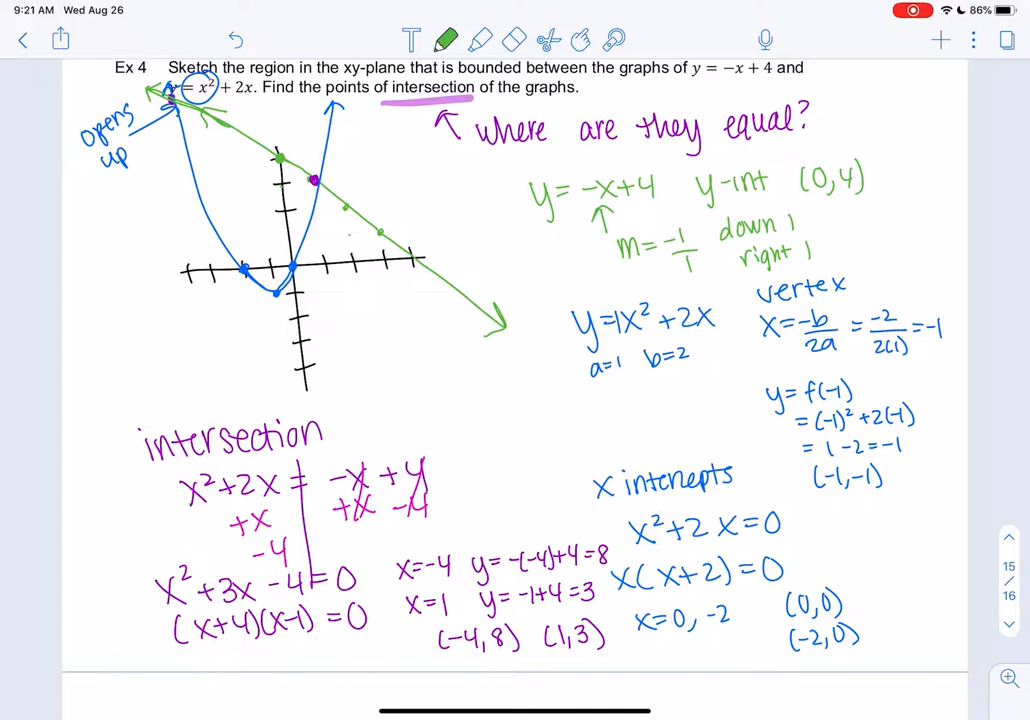 9:21 AM Wed Aug 26
86%
Ex 4 Sketch the region in the xy-plane that is bounded between the graphs of y = −x + 4 and
y = x² + 2x. Find the points of intersection of the graphs.
opens
up
where are they equal?
y = -x+4 y-int (0,4)
m = -1/1 down 1
right 1
vertex
y=1x²+2x
a=1 b=2
x = -b/2a = -2/2(1) = -1
y = f(-1)
= (-1)² + 2(-1)
= 1 - 2 = -1
(-1,-1)
intersection
x²+2x = -x + 4
+x +x -4
-4
x² + 3x - 4 = 0
(x+4)(x-1) = 0
x=-4 y= -(-4)+4=8
x=1 y= -1+4=3
(-4,8) (1,3)
x intercepts
x²+2x=0
x(x+2)=0
x=0, -2 (0,0)
(-2,0)
15
16